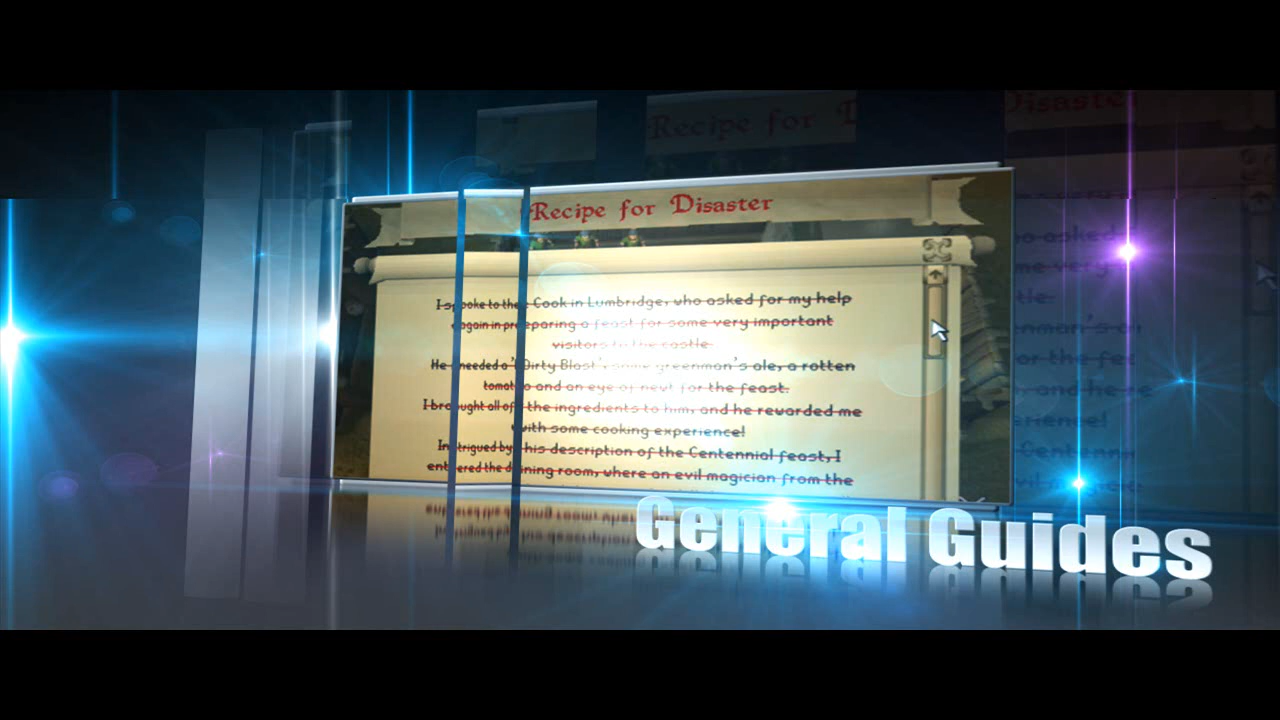 Recipe for Disaster
I spoke to the Cook in Lumbridge, who asked for my help
again in preparing a feast for some very important
visitors to the castle.
He needed a 'Dirty Blast', some greenman's ale, a rotten
tomato and an eye of newt for the feast.
I brought all of the ingredients to him, and he rewarded me
with some cooking experience!
Intrigued by his description of the Centennial feast, I
entered the dining room, where an evil magician from the
General Guides